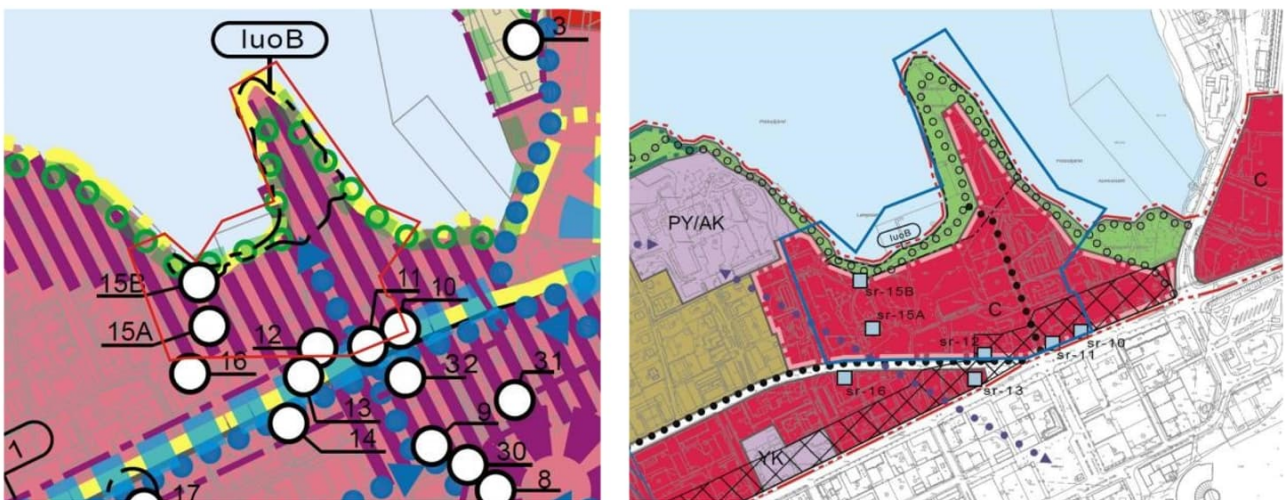 luoB
3
15B
15A
11
10
12
16
32
31
13
14
9
30
8
1
17
PY/AK
luoB
C
C
sr-15B
sr-15A
sr-12
sr-10
sr-11
sr-16
sr-13
YK